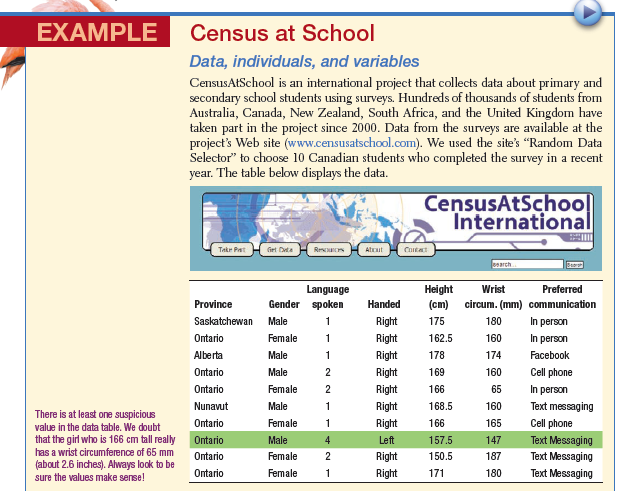 EXAMPLE
Census at School
Data, individuals, and variables
CensusAtSchool is an international project that collects data about primary and
secondary school students using surveys. Hundreds of thousands of students from
Australia, Canada, New Zealand, South Africa, and the United Kingdom have
taken part in the project since 2000. Data from the surveys are available at the
project's Web site (www.censusatschool.com). We used the site's "Random Data
Selector" to choose 10 Canadian students who completed the survey in a recent
year. The table below displays the data.
CensusAtSchool
International
Take Part Get Data Resources About Contact
search... Search
Language Height Wrist Preferred
Province Gender spoken Handed (cm) circum. (mm) communication
Saskatchewan Male 1 Right 175 180 In person
Ontario Female 1 Right 162.5 160 In person
Alberta Male 1 Right 178 174 Facebook
Ontario Male 2 Right 169 160 Cell phone
Ontario Female 2 Right 166 65 In person
Nunavut Male 1 Right 168.5 160 Text messaging
Ontario Female 1 Right 166 165 Cell phone
Ontario Male 4 Left 157.5 147 Text Messaging
Ontario Female 2 Right 150.5 187 Text Messaging
Ontario Female 1 Right 171 180 Text Messaging
There is at least one suspicious
value in the data table. We doubt
that the girl who is 166 cm tall really
has a wrist circumference of 65 mm
(about 2.6 inches). Always look to be
sure the values make sense!